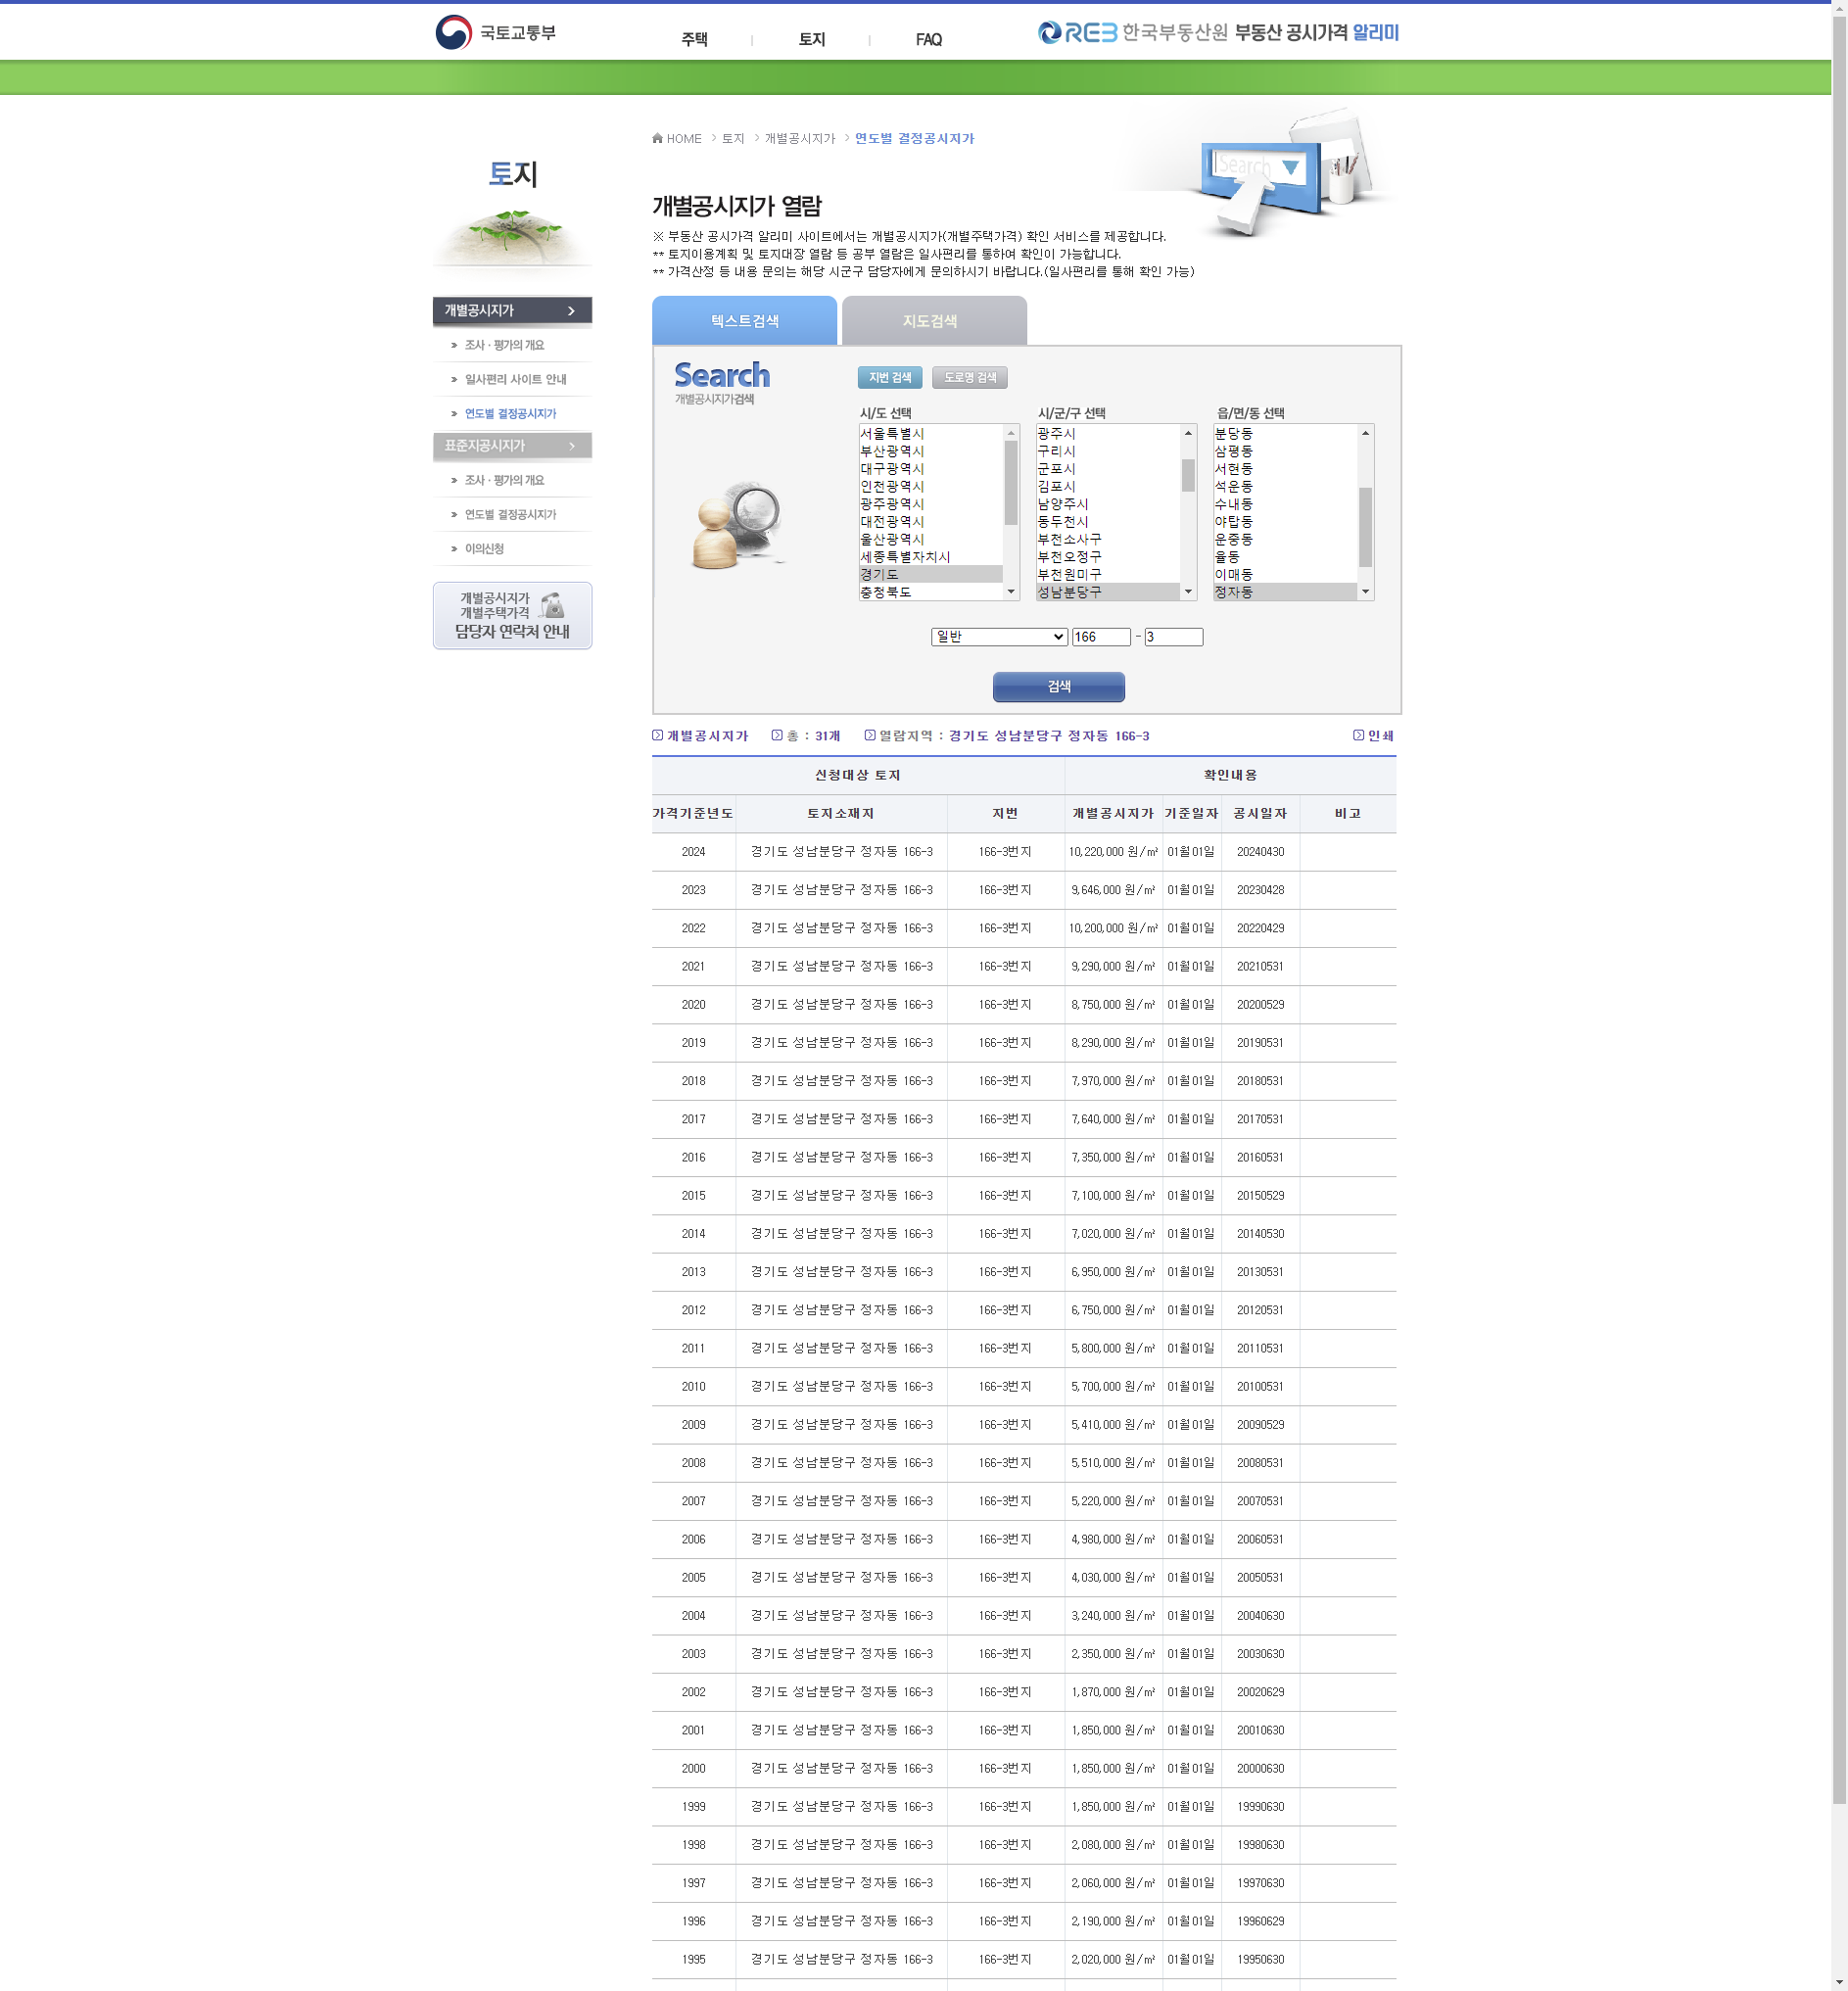 국토교통부
주택
토지
FAQ
REB 한국부동산원 부동산 공시가격 알리미
HOME > 토지 > 개별공시지가 > 연도별 결정공시지가
Search
토지
개별공시지가 열람
※ 부동산 공시가격 알리미 사이트에서는 개별공시지가(개별주택가격) 확인 서비스를 제공합니다.
** 토지이용계획 및 토지대장 열람 등 공부 열람은 일사편리를 통하여 확인이 가능합니다.
** 가격산정 등 내용 문의는 해당 시군구 담당자에게 문의하시기 바랍니다.(일사편리를 통해 확인 가능)
개별공시지가
조사·평가의 개요
일사편리 사이트 안내
연도별 결정공시지가
표준지공시지가
조사·평가의 개요
연도별 결정공시지가
이의신청
개별공시지가
개별주택가격
담당자 연락처 안내
텍스트검색
지도검색
Search
개별공시지가검색
지번 검색
도로명 검색
시/도 선택
서울특별시
부산광역시
대구광역시
인천광역시
광주광역시
대전광역시
울산광역시
세종특별자치시
경기도
충청북도
시/군/구 선택
광주시
구리시
군포시
김포시
남양주시
동두천시
부천소사구
부천오정구
부천원미구
성남분당구
읍/면/동 선택
분당동
삼평동
서현동
석운동
수내동
야탑동
운중동
율동
이매동
정자동
일반 166 - 3
검색
개별공시지가 총 : 31개 열람지역 : 경기도 성남분당구 정자동 166-3 인쇄
신청대상 토지 확인내용
가격기준년도 토지소재지 지번 개별공시지가 기준일자 공시일자 비고
2024 경기도 성남분당구 정자동 166-3 166-3번지 10,220,000 원/㎡ 01월01일 20240430
2023 경기도 성남분당구 정자동 166-3 166-3번지 9,646,000 원/㎡ 01월01일 20230428
2022 경기도 성남분당구 정자동 166-3 166-3번지 10,200,000 원/㎡ 01월01일 20220429
2021 경기도 성남분당구 정자동 166-3 166-3번지 9,290,000 원/㎡ 01월01일 20210531
2020 경기도 성남분당구 정자동 166-3 166-3번지 8,750,000 원/㎡ 01월01일 20200529
2019 경기도 성남분당구 정자동 166-3 166-3번지 8,290,000 원/㎡ 01월01일 20190531
2018 경기도 성남분당구 정자동 166-3 166-3번지 7,970,000 원/㎡ 01월01일 20180531
2017 경기도 성남분당구 정자동 166-3 166-3번지 7,640,000 원/㎡ 01월01일 20170531
2016 경기도 성남분당구 정자동 166-3 166-3번지 7,350,000 원/㎡ 01월01일 20160531
2015 경기도 성남분당구 정자동 166-3 166-3번지 7,100,000 원/㎡ 01월01일 20150529
2014 경기도 성남분당구 정자동 166-3 166-3번지 7,020,000 원/㎡ 01월01일 20140530
2013 경기도 성남분당구 정자동 166-3 166-3번지 6,950,000 원/㎡ 01월01일 20130531
2012 경기도 성남분당구 정자동 166-3 166-3번지 6,750,000 원/㎡ 01월01일 20120531
2011 경기도 성남분당구 정자동 166-3 166-3번지 5,800,000 원/㎡ 01월01일 20110531
2010 경기도 성남분당구 정자동 166-3 166-3번지 5,700,000 원/㎡ 01월01일 20100531
2009 경기도 성남분당구 정자동 166-3 166-3번지 5,410,000 원/㎡ 01월01일 20090529
2008 경기도 성남분당구 정자동 166-3 166-3번지 5,510,000 원/㎡ 01월01일 20080531
2007 경기도 성남분당구 정자동 166-3 166-3번지 5,220,000 원/㎡ 01월01일 20070531
2006 경기도 성남분당구 정자동 166-3 166-3번지 4,980,000 원/㎡ 01월01일 20060531
2005 경기도 성남분당구 정자동 166-3 166-3번지 4,030,000 원/㎡ 01월01일 20050531
2004 경기도 성남분당구 정자동 166-3 166-3번지 3,240,000 원/㎡ 01월01일 20040630
2003 경기도 성남분당구 정자동 166-3 166-3번지 2,350,000 원/㎡ 01월01일 20030630
2002 경기도 성남분당구 정자동 166-3 166-3번지 1,870,000 원/㎡ 01월01일 20020629
2001 경기도 성남분당구 정자동 166-3 166-3번지 1,850,000 원/㎡ 01월01일 20010630
2000 경기도 성남분당구 정자동 166-3 166-3번지 1,850,000 원/㎡ 01월01일 20000630
1999 경기도 성남분당구 정자동 166-3 166-3번지 1,850,000 원/㎡ 01월01일 19990630
1998 경기도 성남분당구 정자동 166-3 166-3번지 2,080,000 원/㎡ 01월01일 19980630
1997 경기도 성남분당구 정자동 166-3 166-3번지 2,060,000 원/㎡ 01월01일 19970630
1996 경기도 성남분당구 정자동 166-3 166-3번지 2,190,000 원/㎡ 01월01일 19960629
1995 경기도 성남분당구 정자동 166-3 166-3번지 2,020,000 원/㎡ 01월01일 19950630